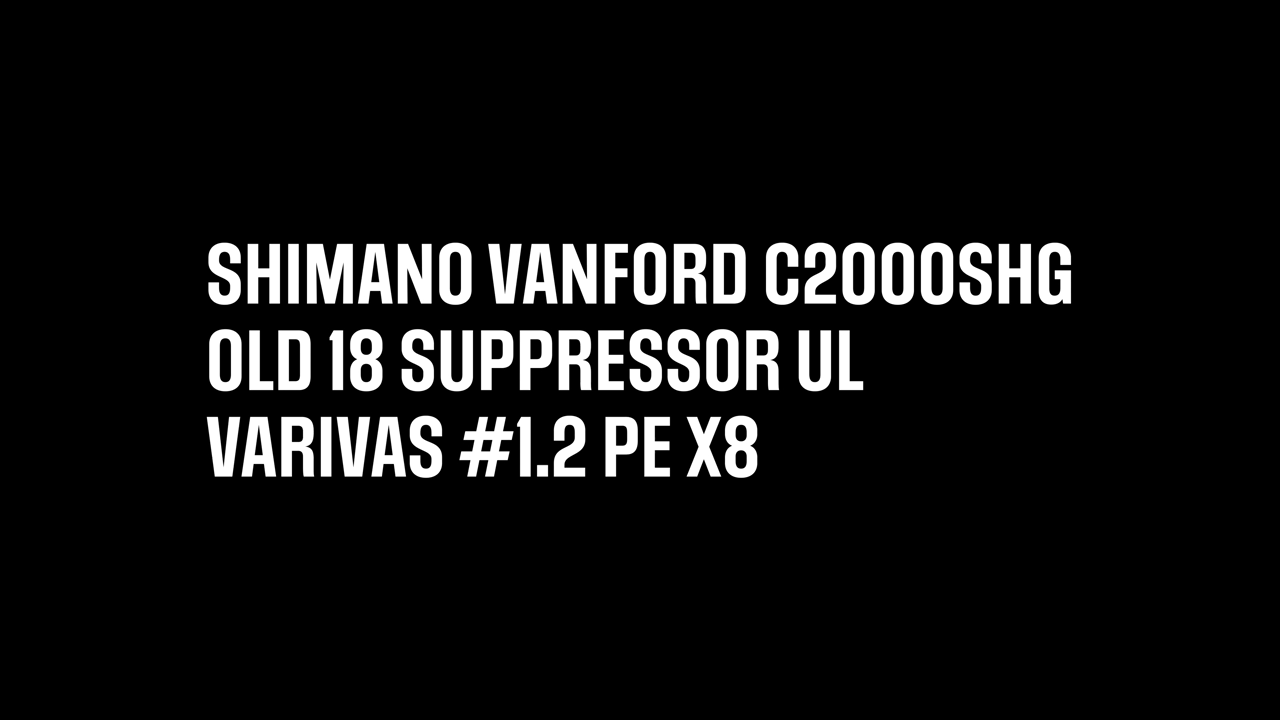 SHIMANO VANFORD C2000SHG
OLD 18 SUPPRESSOR UL
VARIVAS #1.2 PE X8